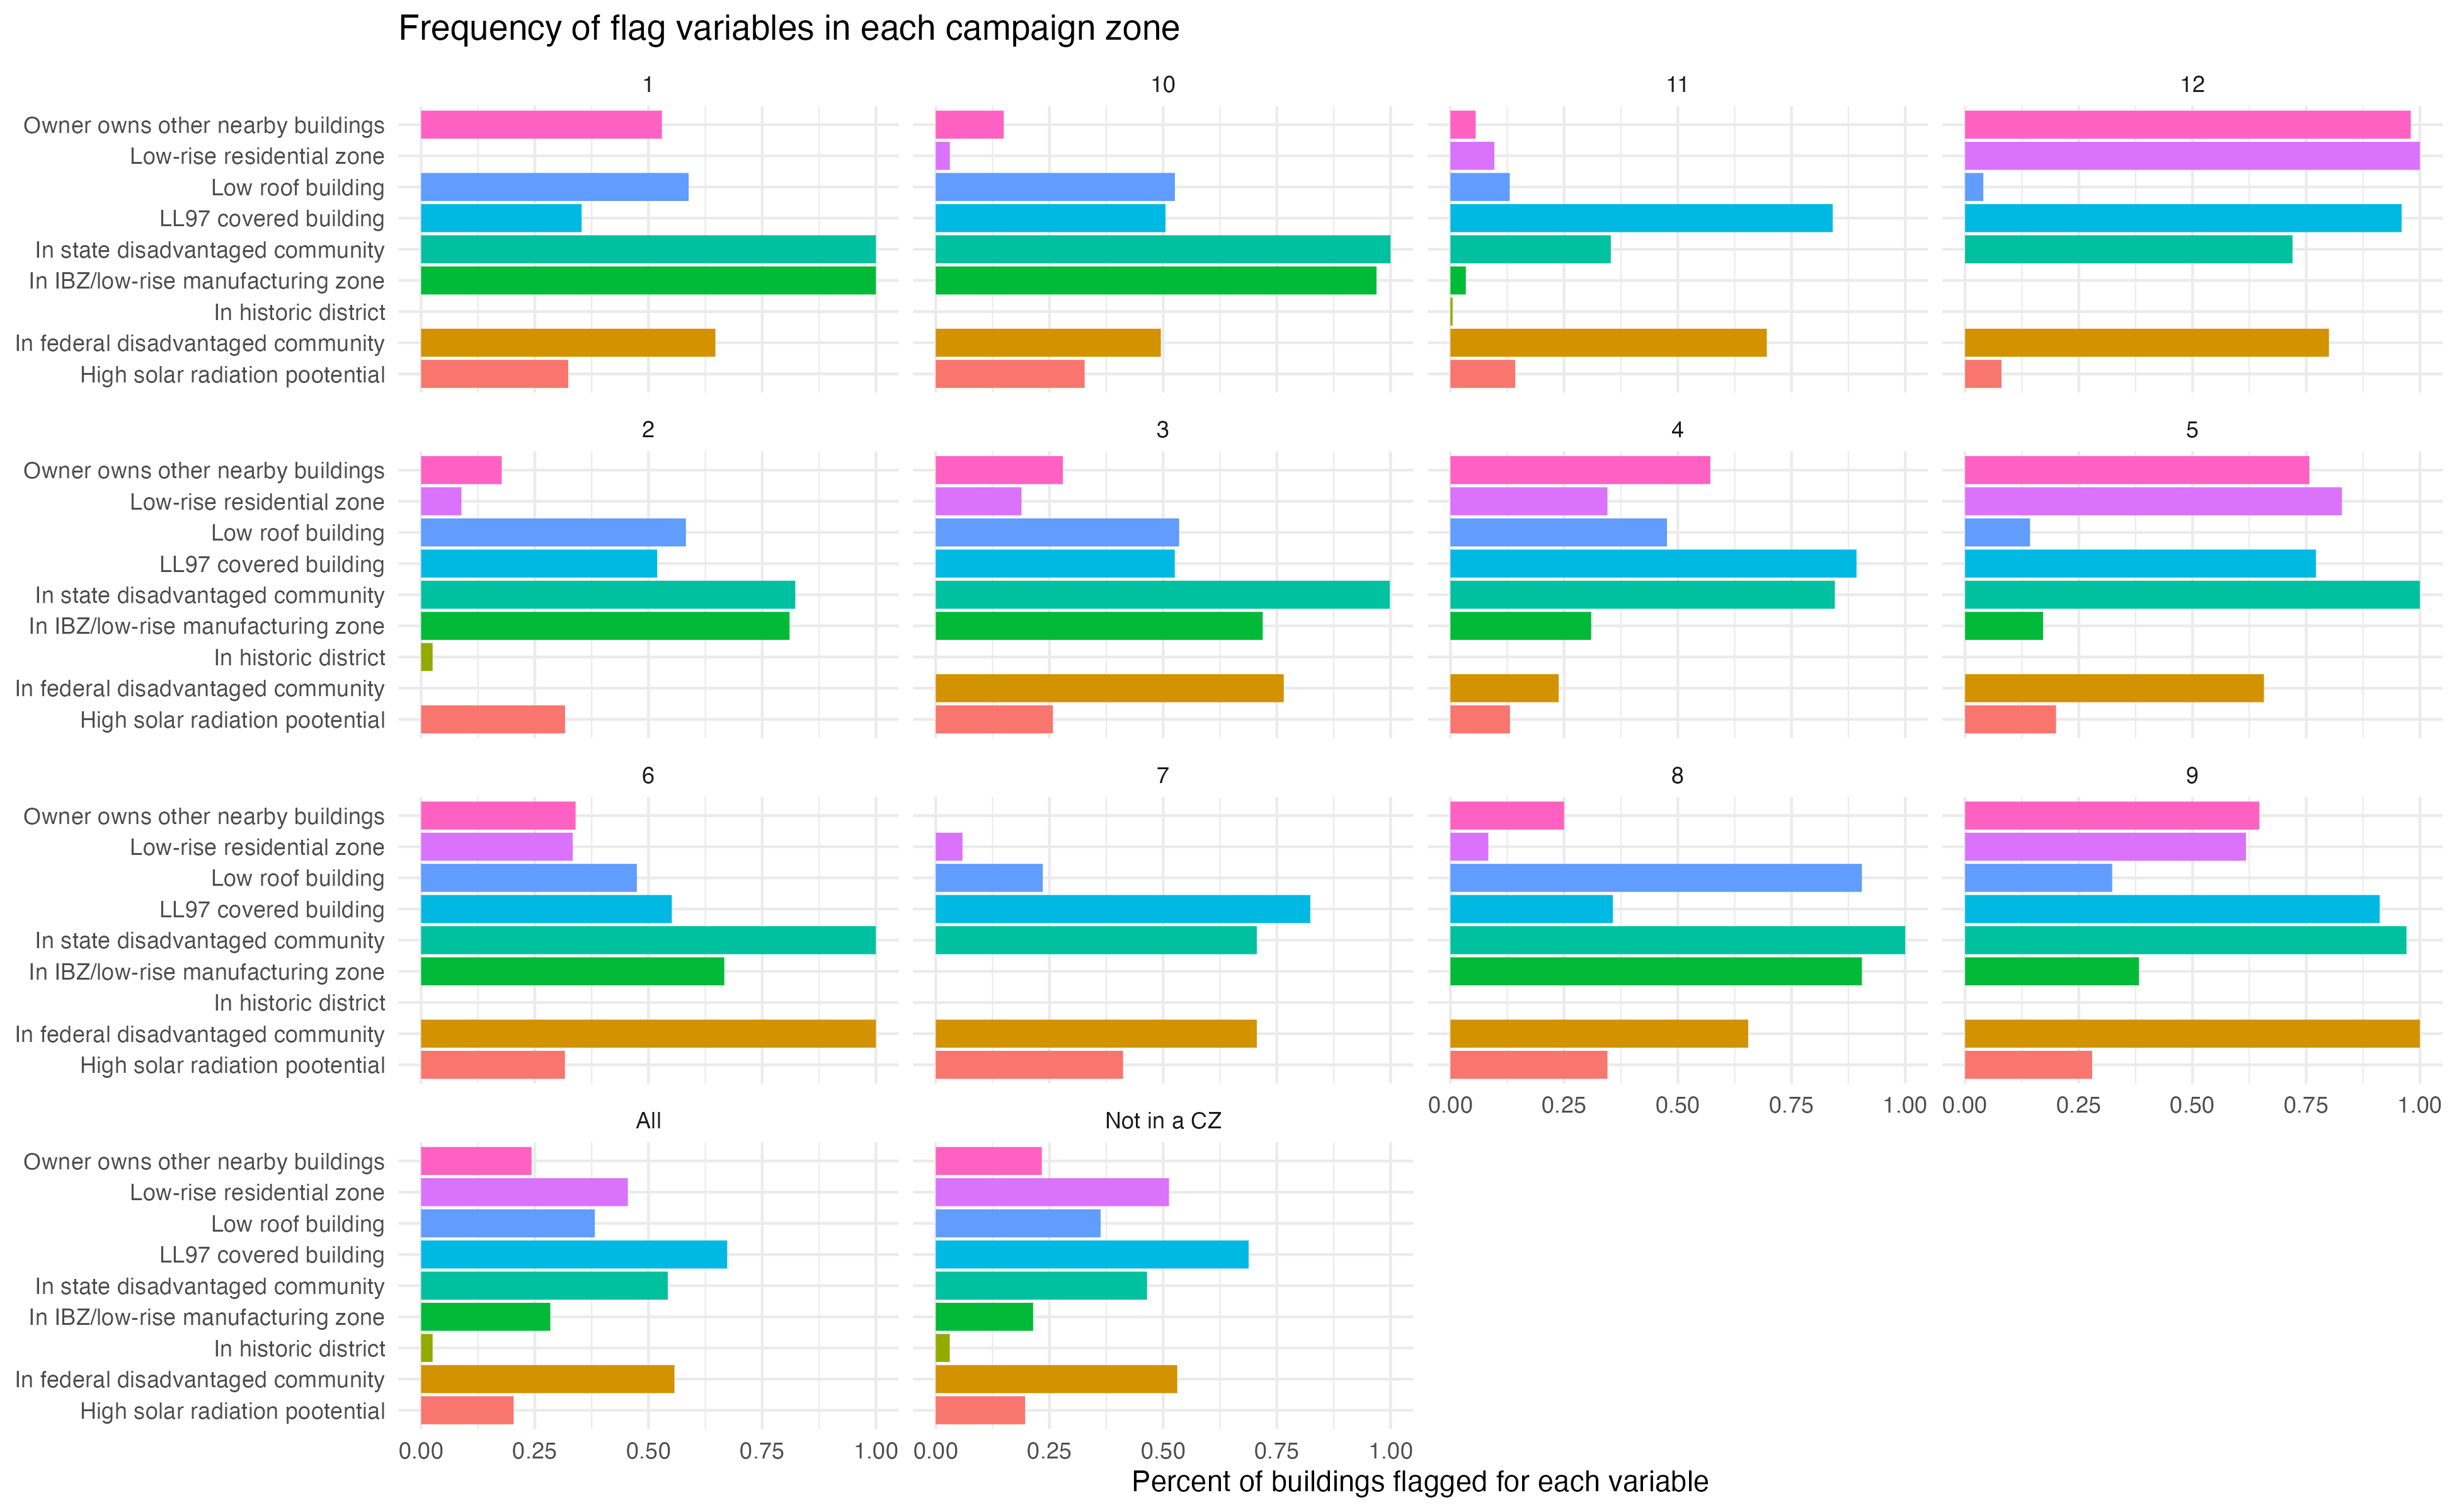 Frequency of flag variables in each campaign zone
1 10 11 12
Owner owns other nearby buildings
Low-rise residential zone
Low roof building
LL97 covered building
In state disadvantaged community
In IBZ/low-rise manufacturing zone
In historic district
In federal disadvantaged community
High solar radiation pootential
2 3 4 5
Owner owns other nearby buildings
Low-rise residential zone
Low roof building
LL97 covered building
In state disadvantaged community
In IBZ/low-rise manufacturing zone
In historic district
In federal disadvantaged community
High solar radiation pootential
6 7 8 9
Owner owns other nearby buildings
Low-rise residential zone
Low roof building
LL97 covered building
In state disadvantaged community
In IBZ/low-rise manufacturing zone
In historic district
In federal disadvantaged community
High solar radiation pootential
0.00 0.25 0.50 0.75 1.00 0.00 0.25 0.50 0.75 1.00
All Not in a CZ
Owner owns other nearby buildings
Low-rise residential zone
Low roof building
LL97 covered building
In state disadvantaged community
In IBZ/low-rise manufacturing zone
In historic district
In federal disadvantaged community
High solar radiation pootential
0.00 0.25 0.50 0.75 1.00 0.00 0.25 0.50 0.75 1.00
Percent of buildings flagged for each variable